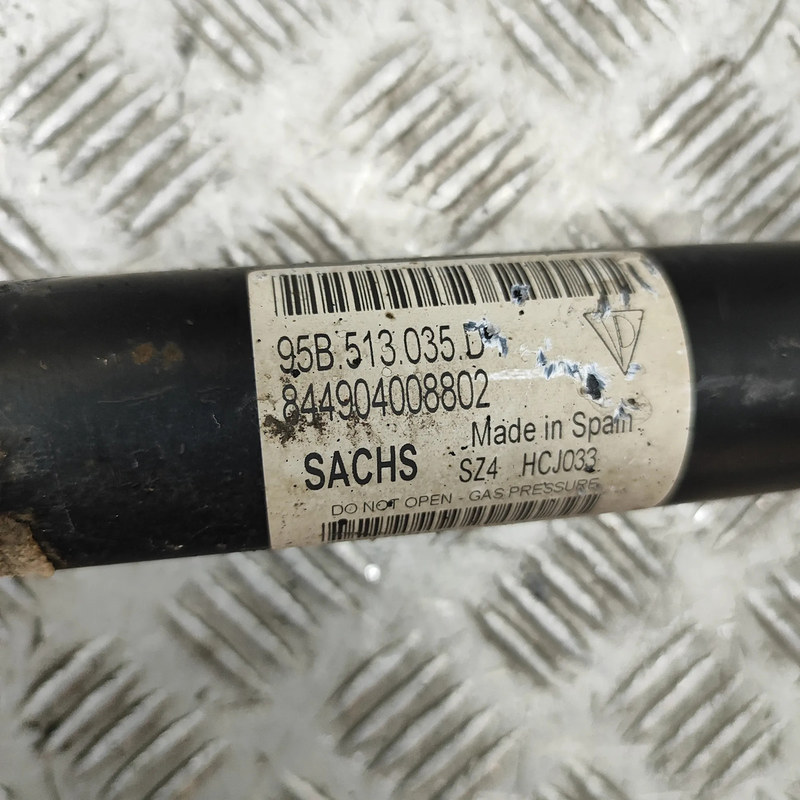 95B.513.035.D
844904008802
Made in Spain
SACHS SZ4 HCJ033
DO NOT OPEN - GAS PRESSURE